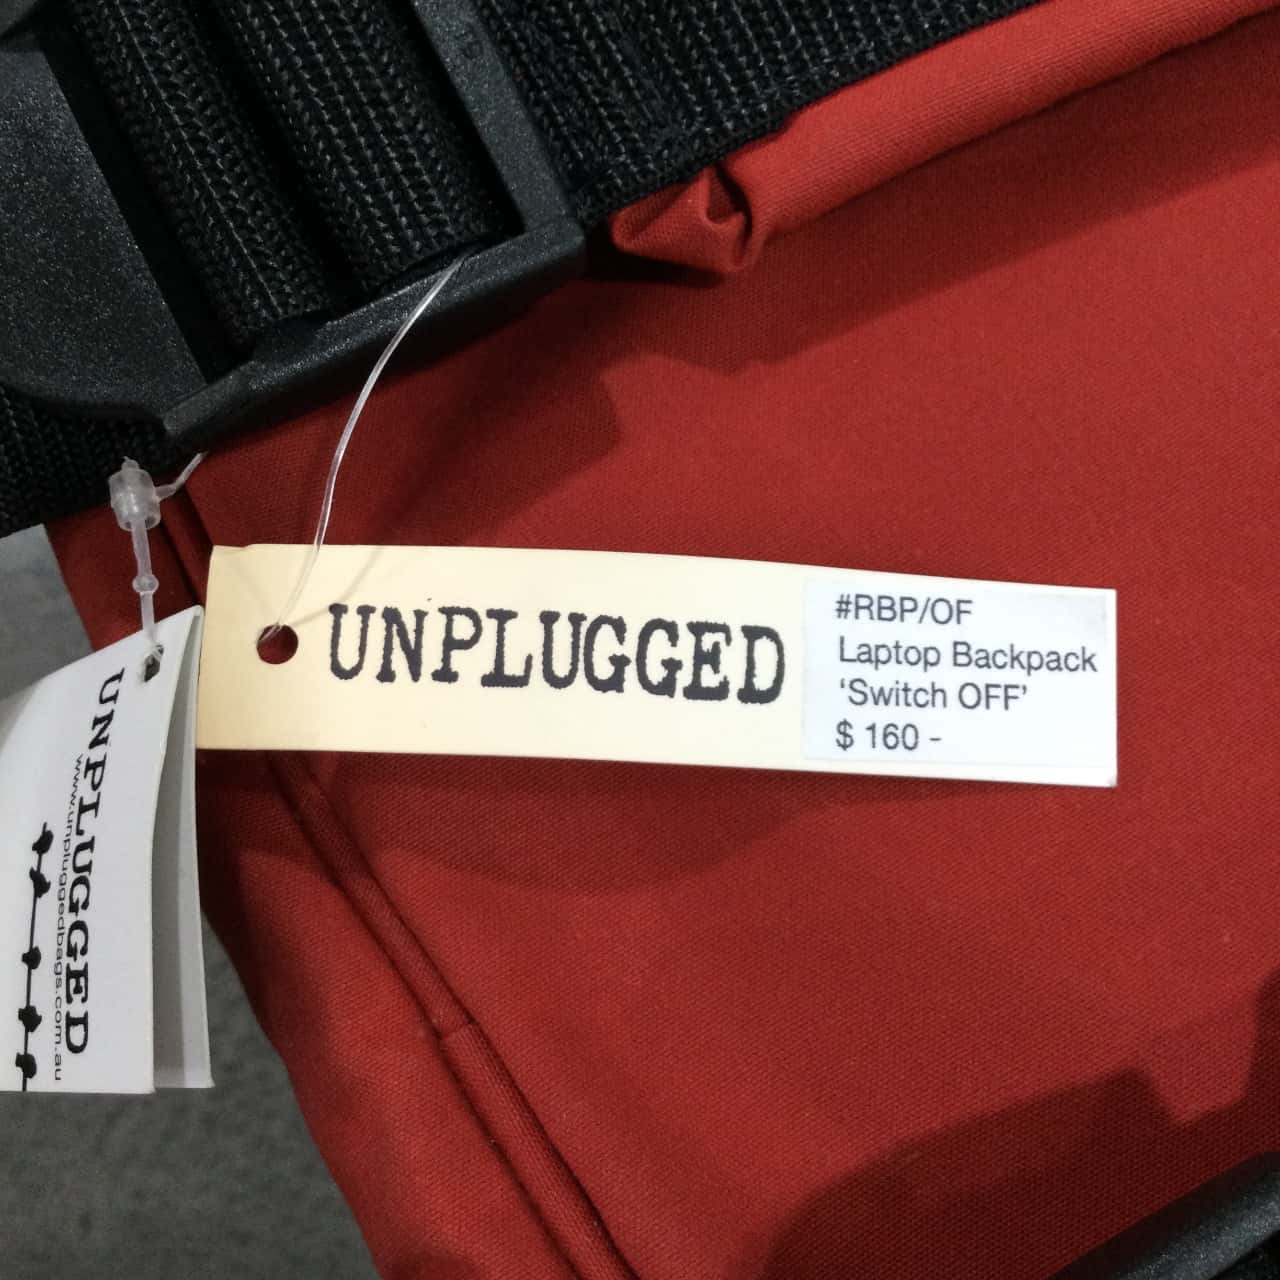 UNPLUGGED
#RBP/OF
Laptop Backpack
‘Switch OFF’
$ 160 -
UNPLUGGED
www.unpluggedbags.com.au